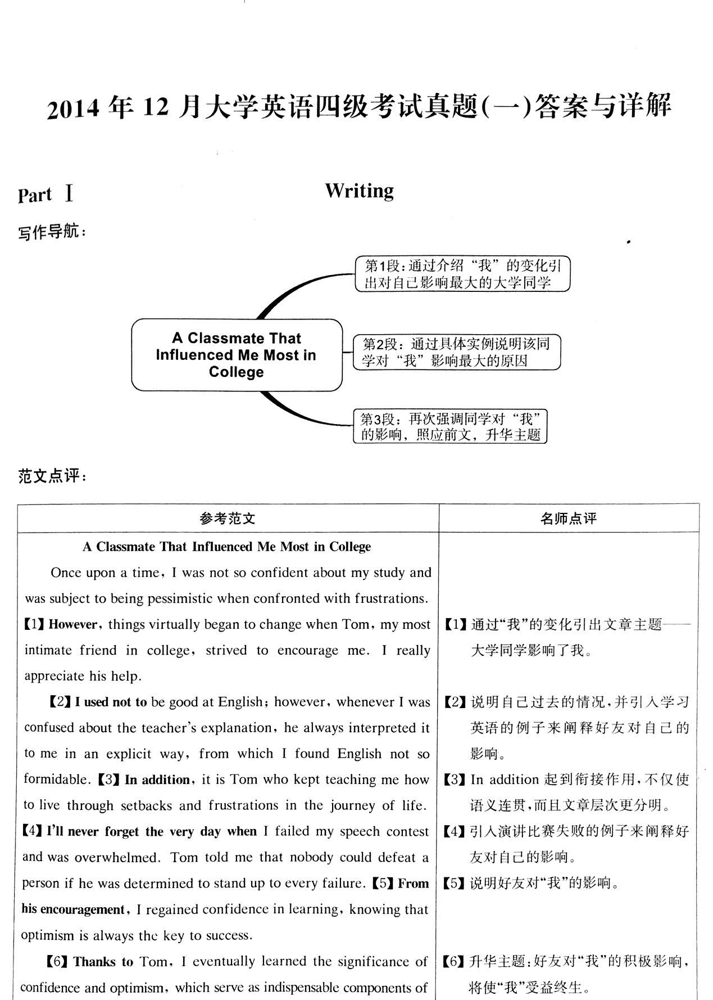 2014 年 12 月大学英语四级考试真题(一)答案与详解
Part Ⅰ
Writing
写作导航:
第1段:通过介绍“我”的变化引
出对自己影响最大的大学同学
A Classmate That
Influenced Me Most in
College
第2段:通过具体实例说明该同
学对“我”影响最大的原因
第3段:再次强调同学对“我”
的影响,照应前文,升华主题
范文点评:
参考范文
名师点评
A Classmate That Influenced Me Most in College
Once upon a time, I was not so confident about my study and
was subject to being pessimistic when confronted with frustrations.
【1】However, things virtually began to change when Tom, my most
intimate friend in college, strived to encourage me. I really
appreciate his help.
【2】I used not to be good at English; however, whenever I was
confused about the teacher's explanation, he always interpreted it
to me in an explicit way, from which I found English not so
formidable.【3】In addition, it is Tom who kept teaching me how
to live through setbacks and frustrations in the journey of life.
【4】I'll never forget the very day when I failed my speech contest
and was overwhelmed. Tom told me that nobody could defeat a
person if he was determined to stand up to every failure.【5】From
his encouragement, I regained confidence in learning, knowing that
optimism is always the key to success.
【6】Thanks to Tom, I eventually learned the significance of
confidence and optimism, which serve as indispensable components of
【1】通过“我”的变化引出文章主题——
大学同学影响了我。
【2】说明自己过去的情况,并引入学习
英语的例子来阐释好友对自己的
影响。
【3】In addition 起到衔接作用,不仅使
语义连贯,而且文章层次更分明。
【4】引入演讲比赛失败的例子来阐释好
友对自己的影响。
【5】说明好友对“我”的影响。
【6】升华主题:好友对“我”的积极影响,
将使“我”受益终生。